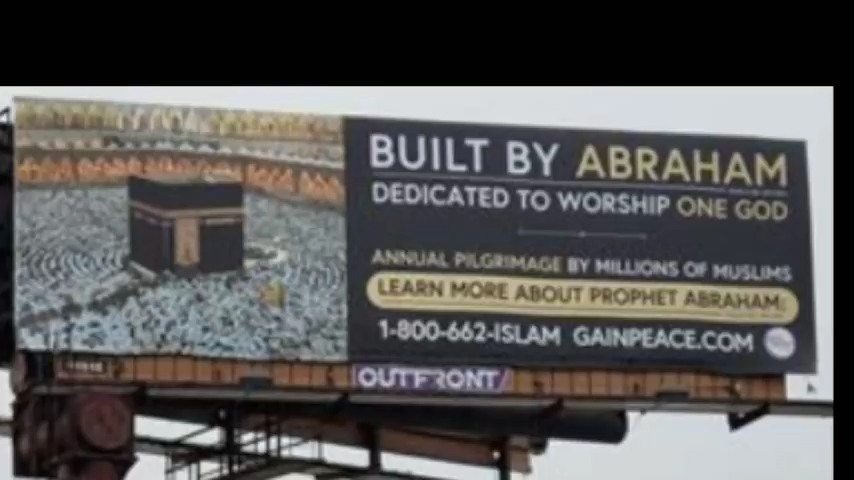 BUILT BY ABRAHAM
DEDICATED TO WORSHIP ONE GOD
ANNUAL PILGRIMAGE BY MILLIONS OF MUSLIMS
LEARN MORE ABOUT PROPHET ABRAHAM:
1-800-662-ISLAM GAINPEACE.COM
OUTFRONT/